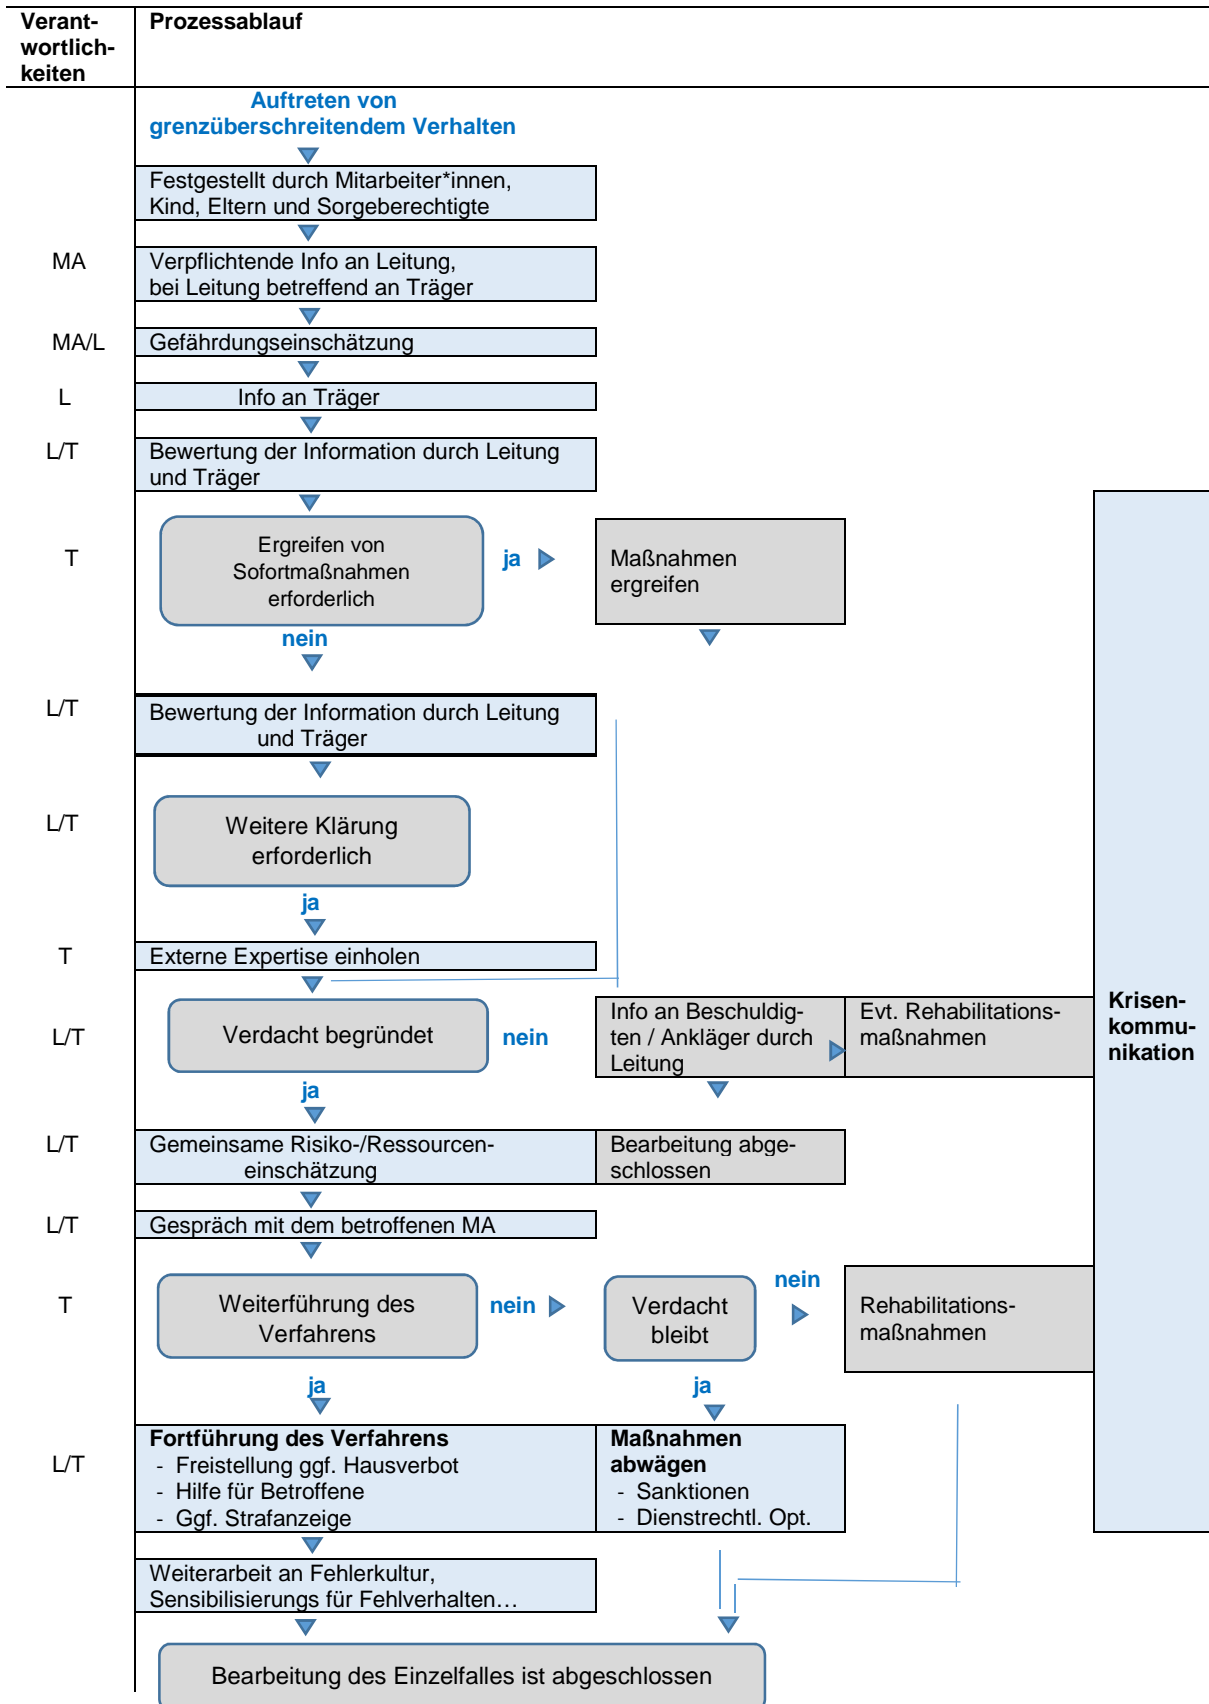 Verant-
wortlich-
keiten
Prozessablauf
Auftreten von
grenzüberschreitendem Verhalten
Festgestellt durch Mitarbeiter*innen,
Kind, Eltern und Sorgeberechtigte
MA
Verpflichtende Info an Leitung,
bei Leitung betreffend an Träger
MA/L
Gefährdungseinschätzung
L
Info an Träger
L/T
Bewertung der Information durch Leitung
und Träger
T
Ergreifen von
Sofortmaßnahmen
erforderlich
ja
Maßnahmen
ergreifen
nein
L/T
Bewertung der Information durch Leitung
und Träger
L/T
Weitere Klärung
erforderlich
ja
T
Externe Expertise einholen
L/T
Verdacht begründet
nein
Info an Beschuldig-
ten / Ankläger durch
Leitung
Evt. Rehabilitations-
maßnahmen
Krisen-
kommu-
nikation
ja
L/T
Gemeinsame Risiko-/Ressourcen-
einschätzung
Bearbeitung abge-
schlossen
L/T
Gespräch mit dem betroffenen MA
T
Weiterführung des
Verfahrens
nein
Verdacht
bleibt
nein
Rehabilitations-
maßnahmen
ja
ja
L/T
Fortführung des Verfahrens
- Freistellung ggf. Hausverbot
- Hilfe für Betroffene
- Ggf. Strafanzeige
Maßnahmen
abwägen
- Sanktionen
- Dienstrechtl. Opt.
Weiterarbeit an Fehlerkultur,
Sensibilisierungs für Fehlverhalten…
Bearbeitung des Einzelfalles ist abgeschlossen